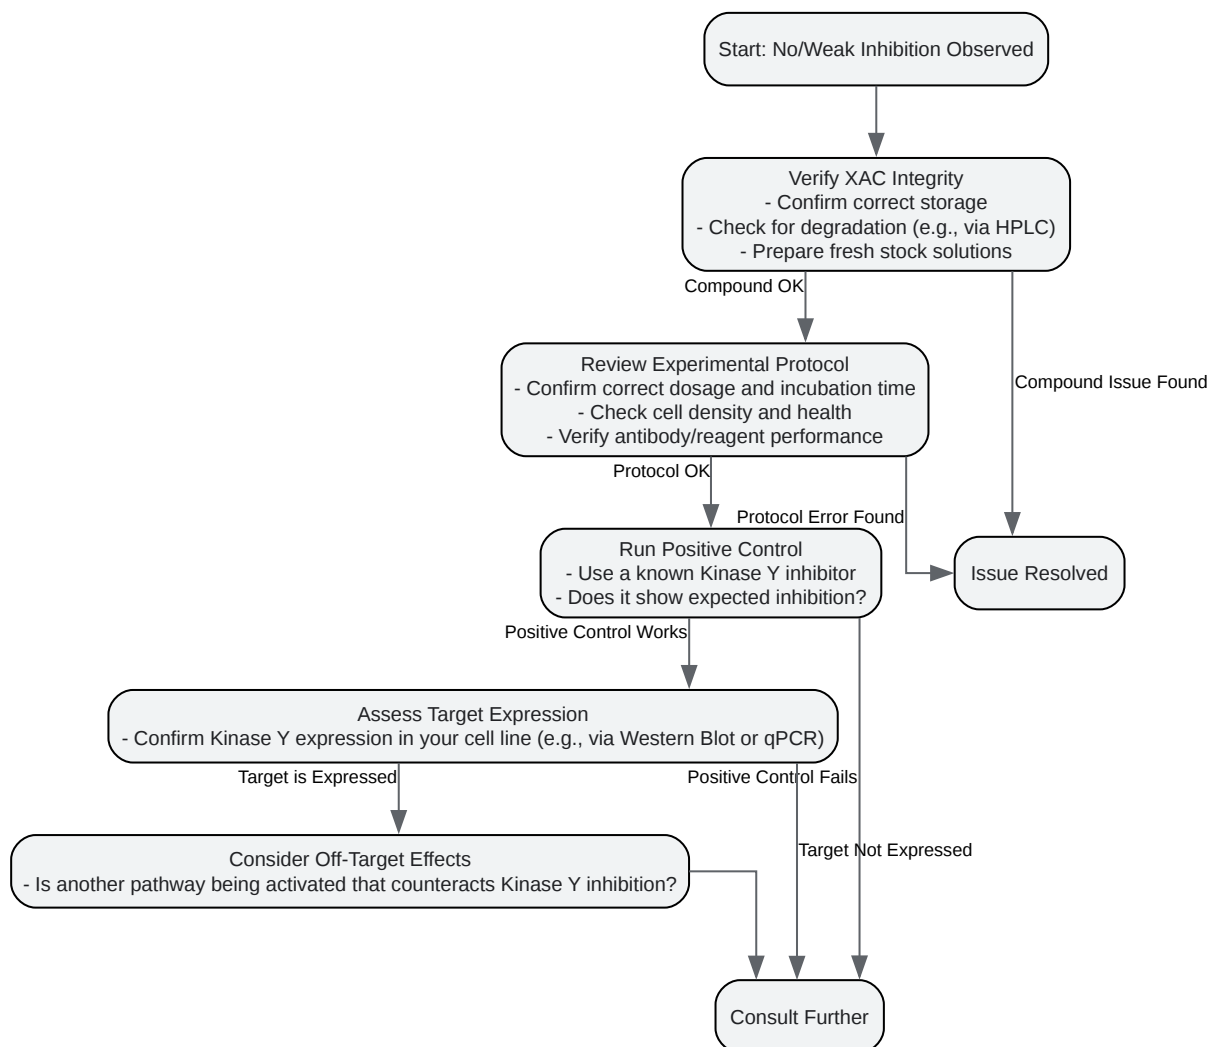 Start: No/Weak Inhibition Observed
Verify XAC Integrity
- Confirm correct storage
- Check for degradation (e.g., via HPLC)
- Prepare fresh stock solutions
Compound OK
Review Experimental Protocol
- Confirm correct dosage and incubation time
- Check cell density and health
- Verify antibody/reagent performance
Compound Issue Found
Protocol OK
Protocol Error Found
Run Positive Control
- Use a known Kinase Y inhibitor
- Does it show expected inhibition?
Issue Resolved
Positive Control Works
Assess Target Expression
- Confirm Kinase Y expression in your cell line (e.g., via Western Blot or qPCR)
Target is Expressed
Positive Control Fails
Target Not Expressed
Consider Off-Target Effects
- Is another pathway being activated that counteracts Kinase Y inhibition?
Consult Further